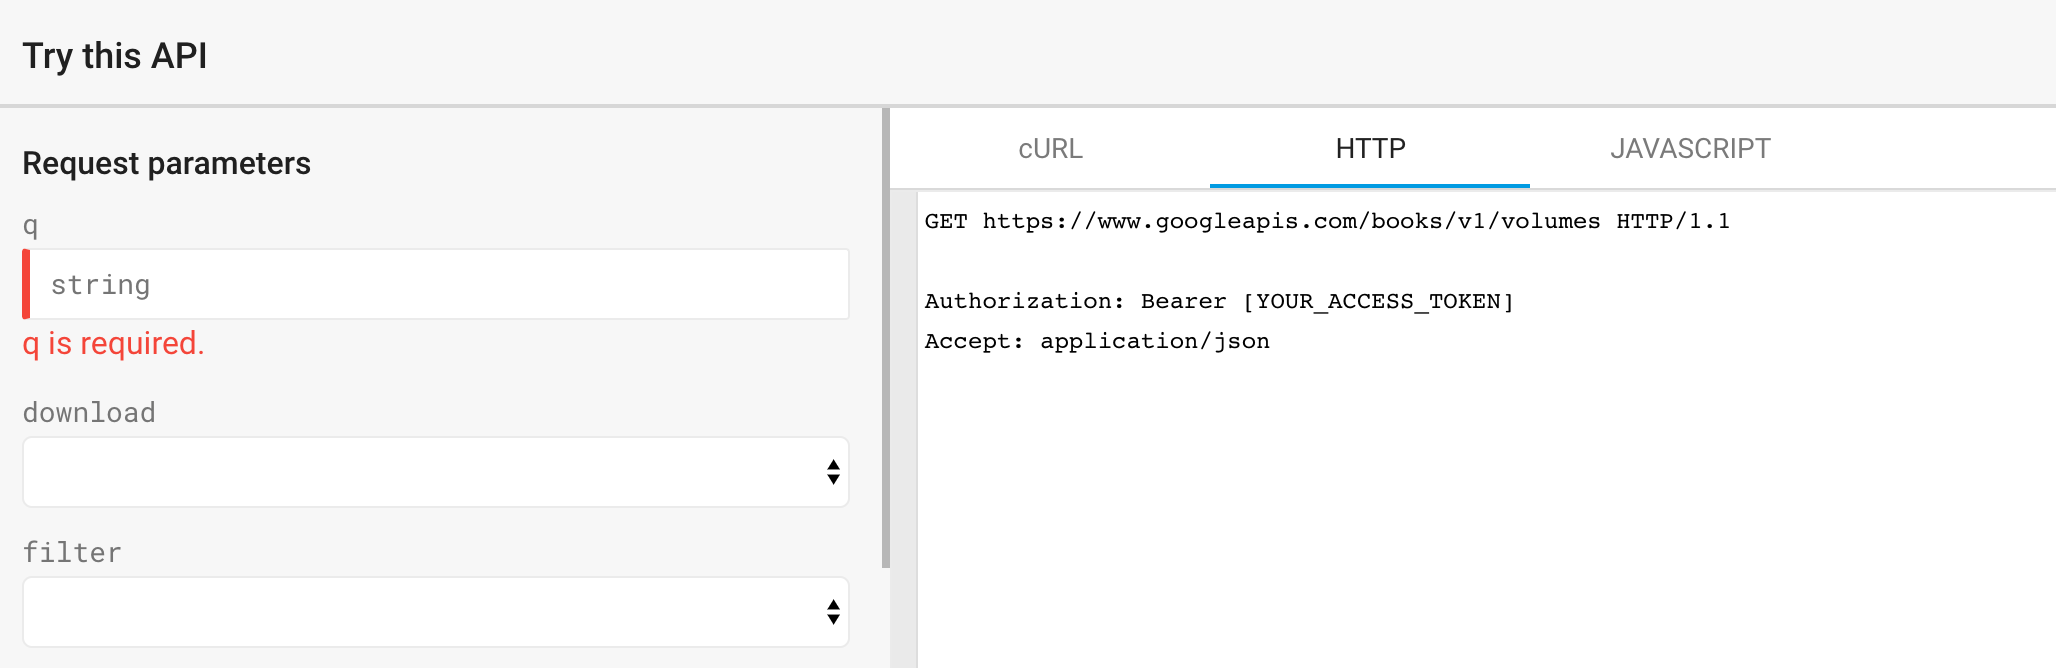 Try this API
Request parameters
q
string
q is required.
download
filter
cURL
HTTP
JAVASCRIPT
GET https://www.googleapis.com/books/v1/volumes HTTP/1.1
Authorization: Bearer [YOUR_ACCESS_TOKEN]
Accept: application/json